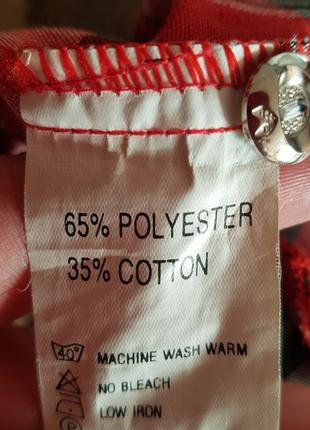 65% POLYESTER
35% COTTON
40° MACHINE WASH WARM
NO BLEACH
LOW IRON